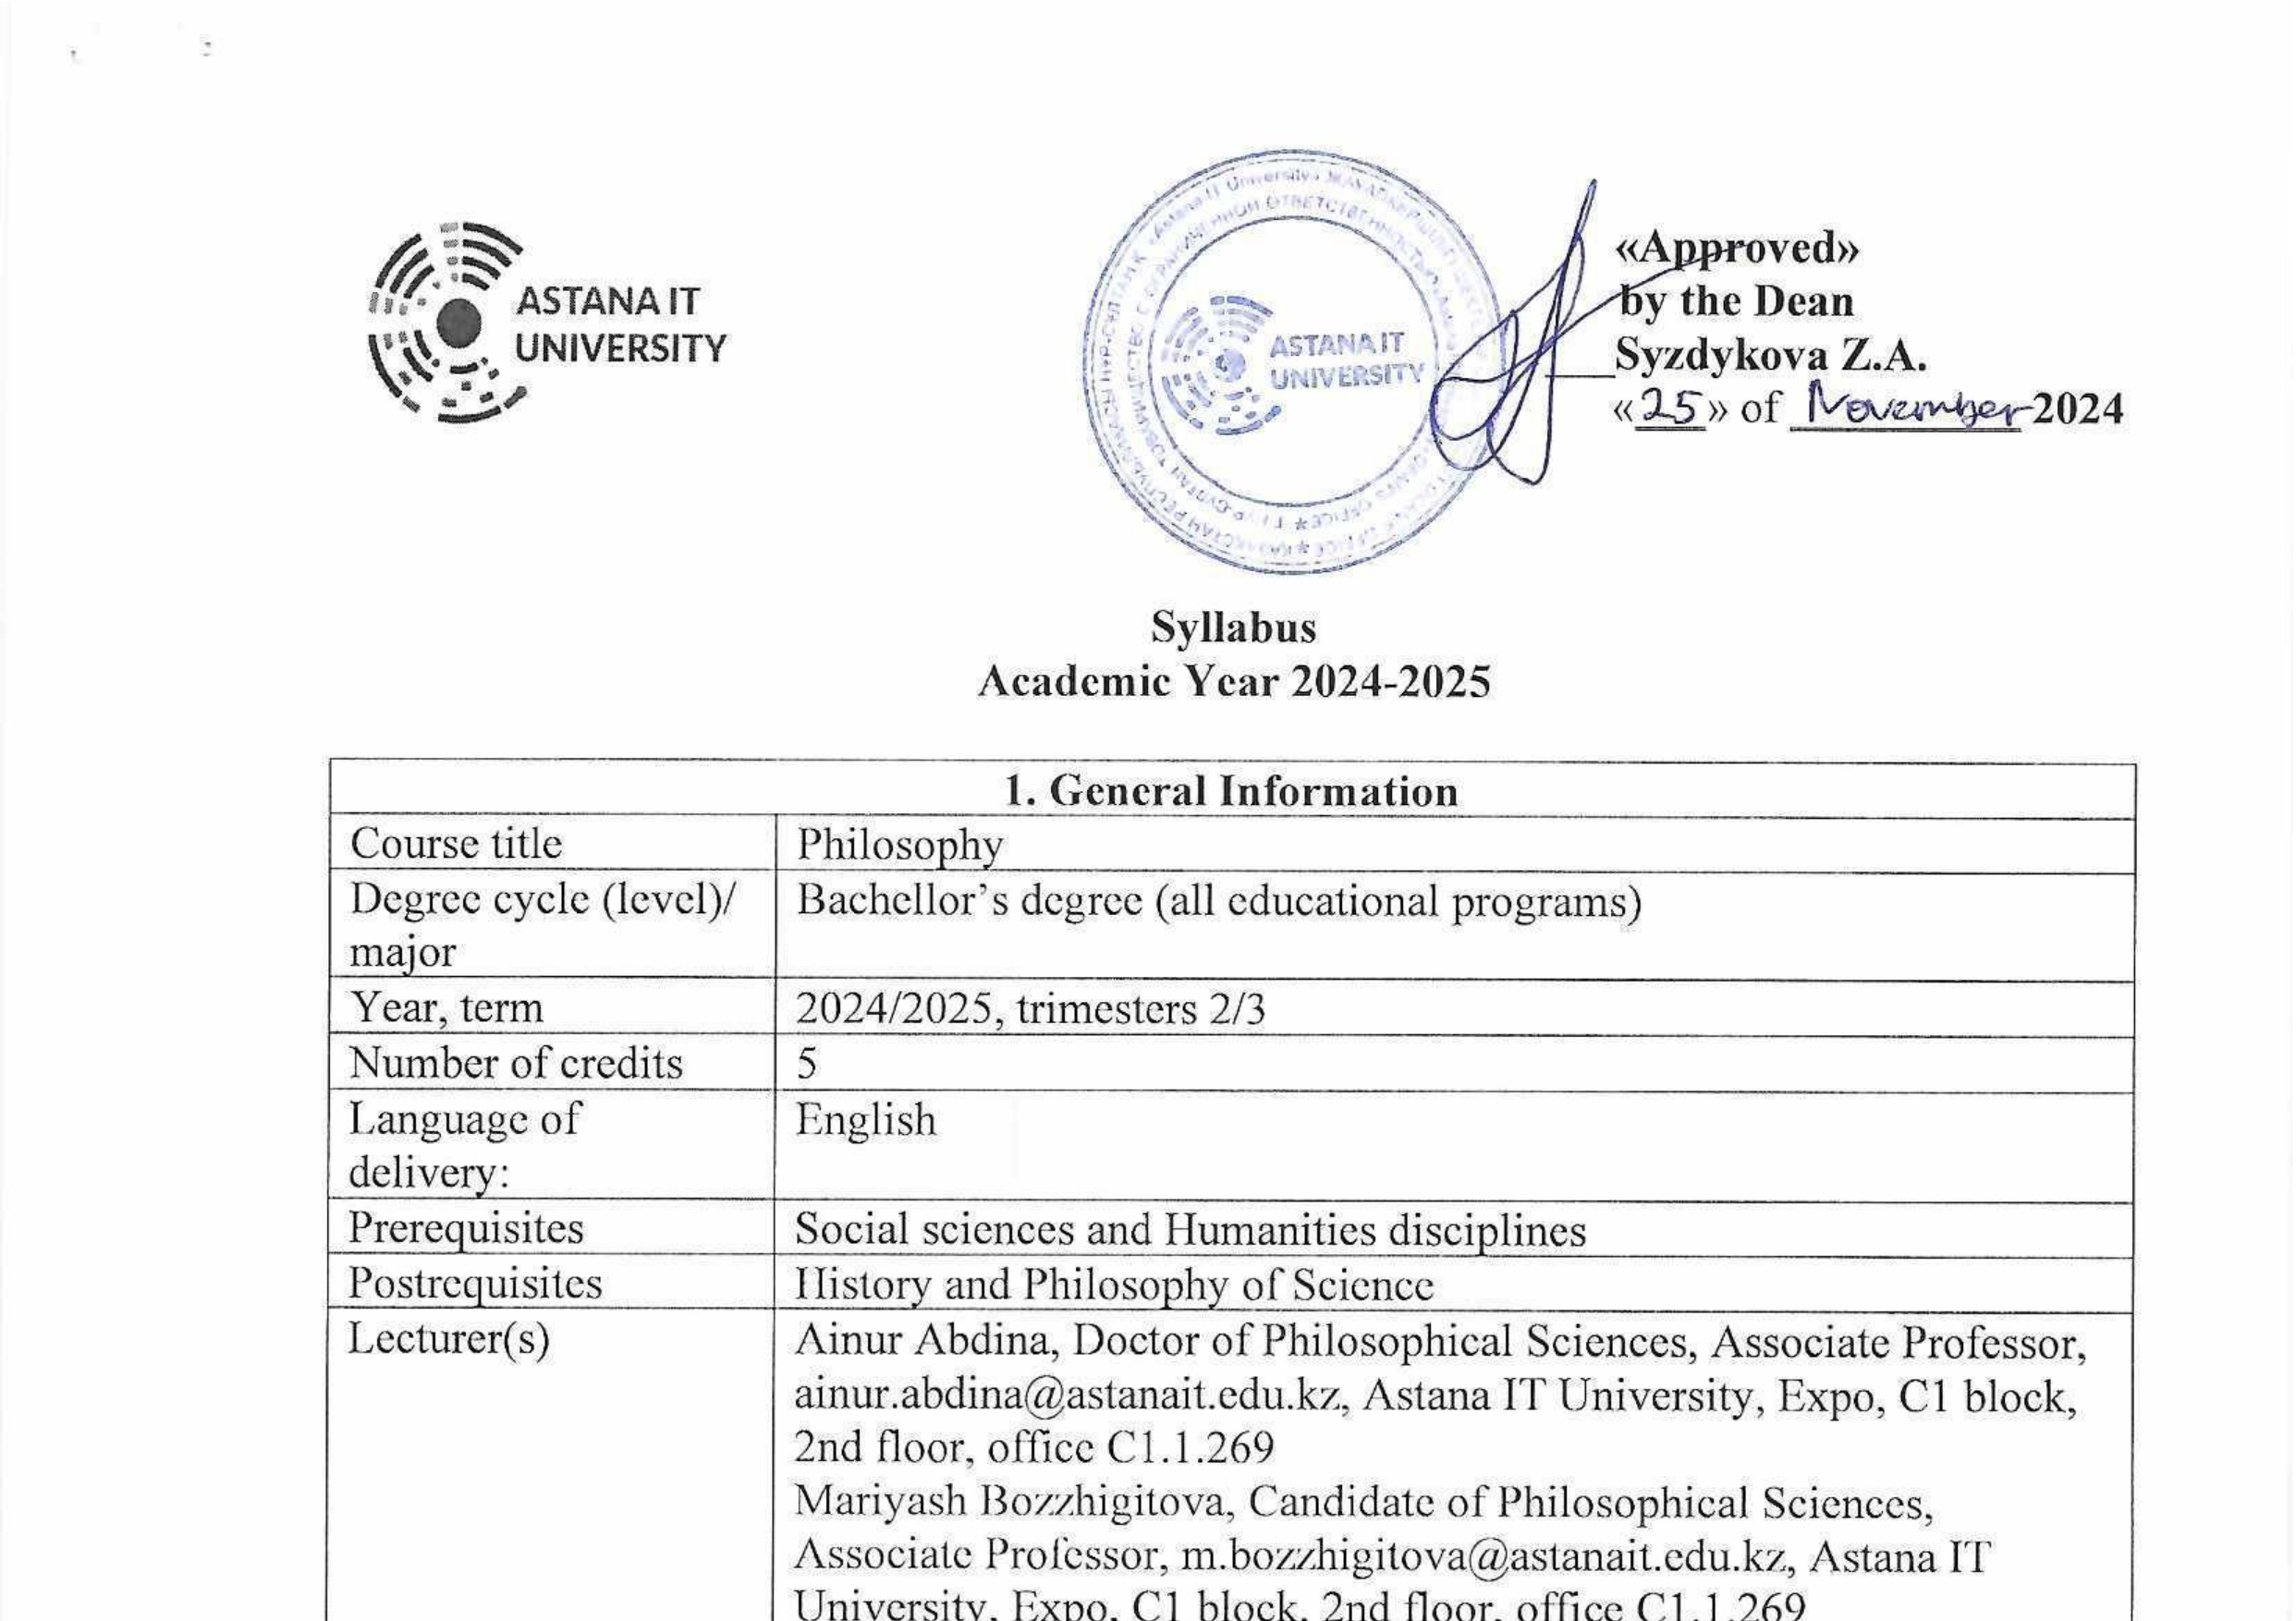 ASTANA IT
UNIVERSITY
ASTANA IT
UNIVERSITY
«Approved»
by the Dean
Syzdykova Z.A.
«25» of November 2024
Syllabus
Academic Year 2024-2025
1. General Information
Course title
Philosophy
Degree cycle (level)/
major
Bachellor’s degree (all educational programs)
Year, term
2024/2025, trimesters 2/3
Number of credits
5
Language of
delivery:
English
Prerequisites
Social sciences and Humanities disciplines
Postrequisites
History and Philosophy of Science
Lecturer(s)
Ainur Abdina, Doctor of Philosophical Sciences, Associate Professor,
ainur.abdina@astanait.edu.kz, Astana IT University, Expo, C1 block,
2nd floor, office C1.1.269
Mariyash Bozzhigitova, Candidate of Philosophical Sciences,
Associate Professor, m.bozzhigitova@astanait.edu.kz, Astana IT
University, Expo, C1 block, 2nd floor, office C1.1.269